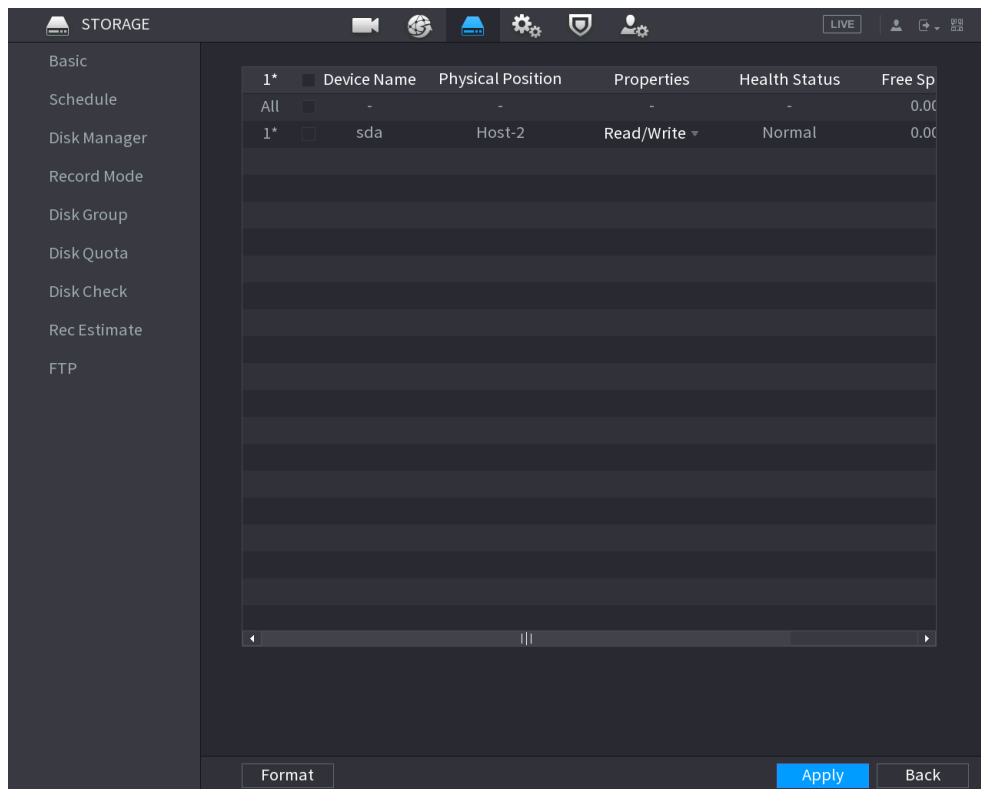 STORAGE LIVE
Basic
Schedule
Disk Manager
Record Mode
Disk Group
Disk Quota
Disk Check
Rec Estimate
FTP
1* Device Name Physical Position Properties Health Status Free Sp
All - - - - 0.00
1* sda Host-2 Read/Write Normal 0.00
Format Apply Back